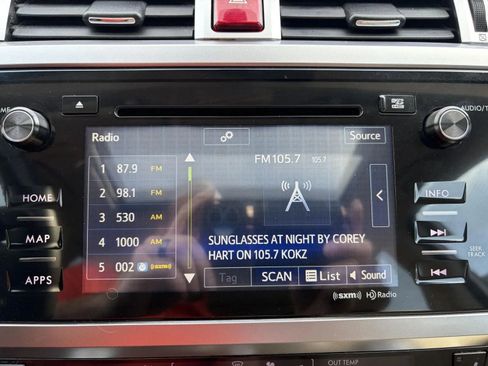 AUDIO/T
Radio
Source
1 87.9 FM
2 98.1 FM
3 530 AM
4 1000 AM
5 002 ((sxm))
FM105.7 105.7
SUNGLASSES AT NIGHT BY COREY
HART ON 105.7 KOKZ
Tag SCAN List Sound
((sxm)) HD Radio
HOME
MAP
APPS
INFO
SEEK
TRACK
OUT TEMP